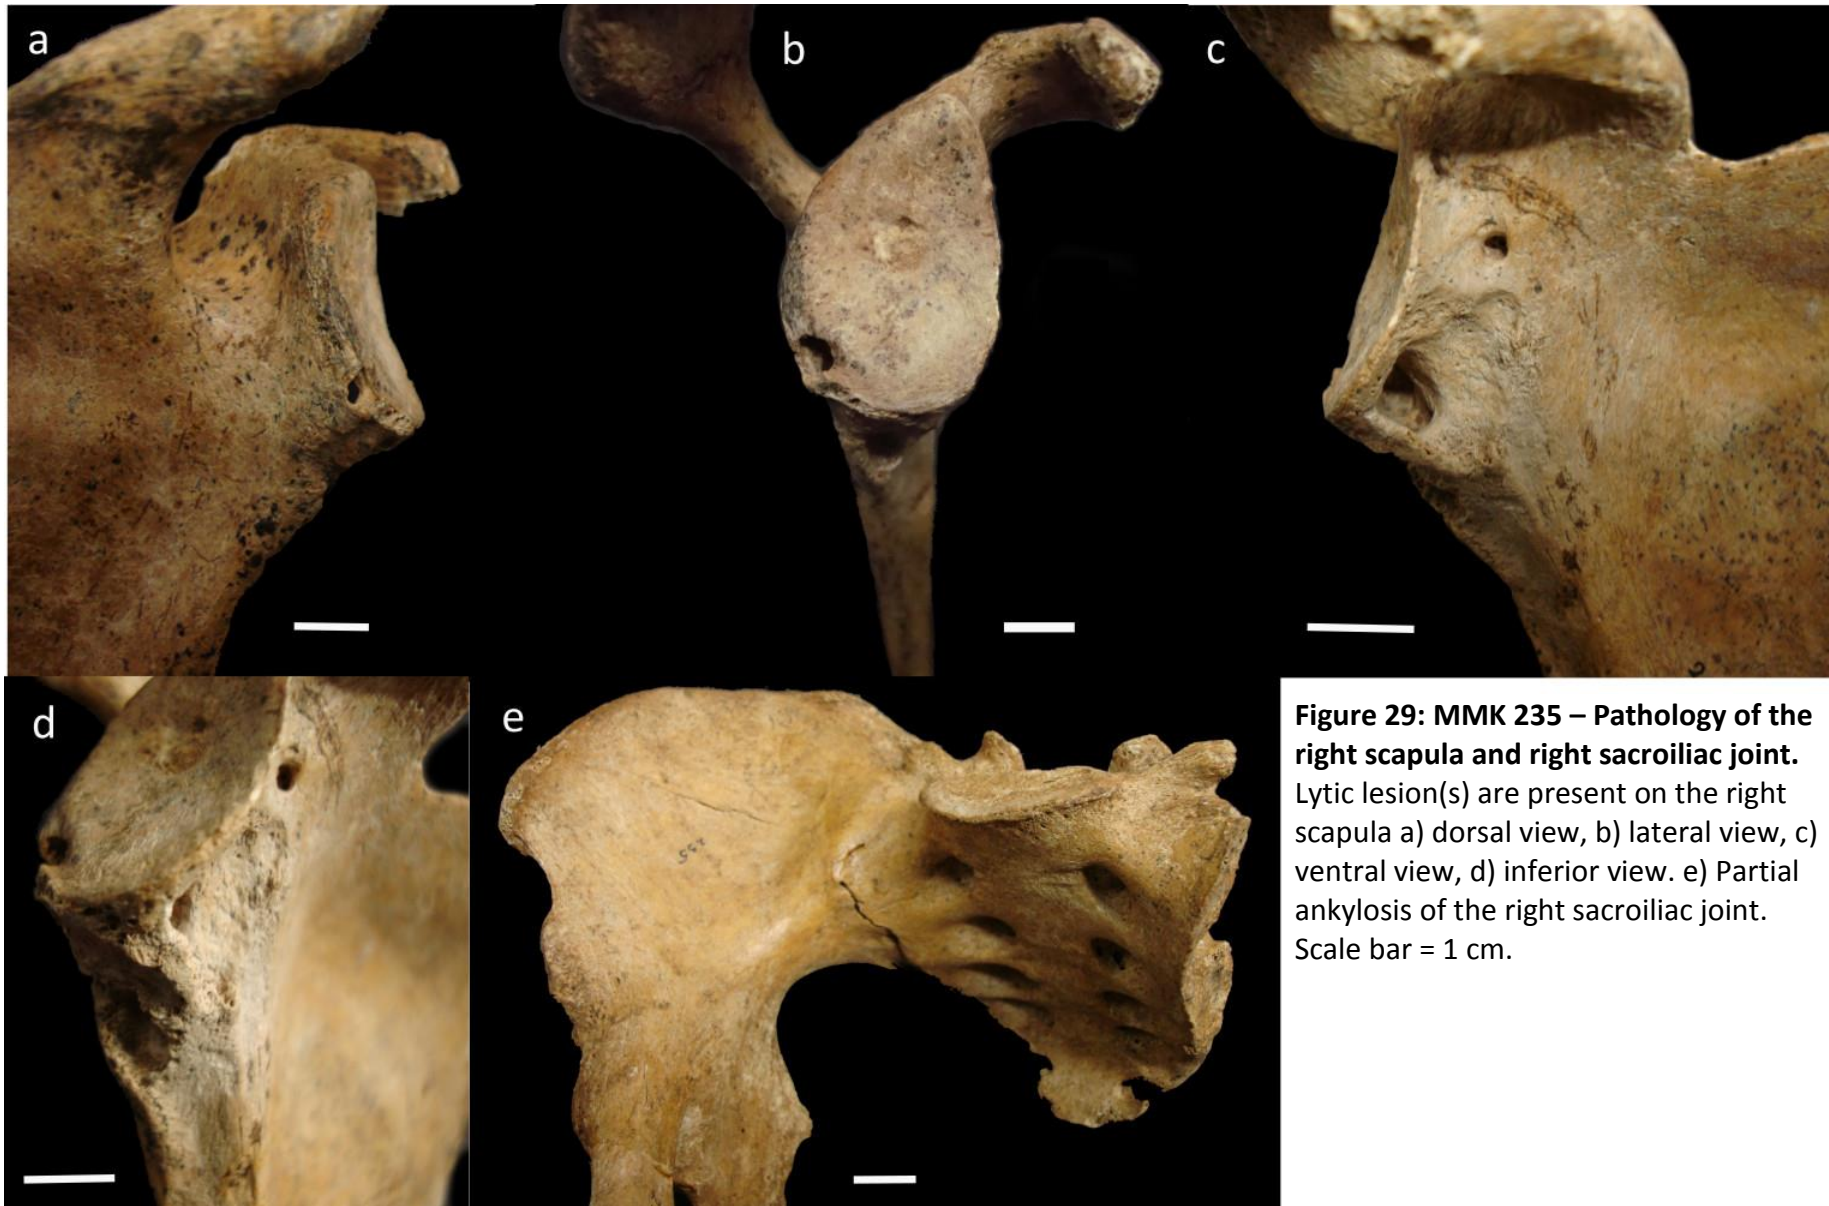 a
b
c
d
e
235
Figure 29: MMK 235 – Pathology of the
right scapula and right sacroiliac joint.
Lytic lesion(s) are present on the right
scapula a) dorsal view, b) lateral view, c)
ventral view, d) inferior view. e) Partial
ankylosis of the right sacroiliac joint.
Scale bar = 1 cm.